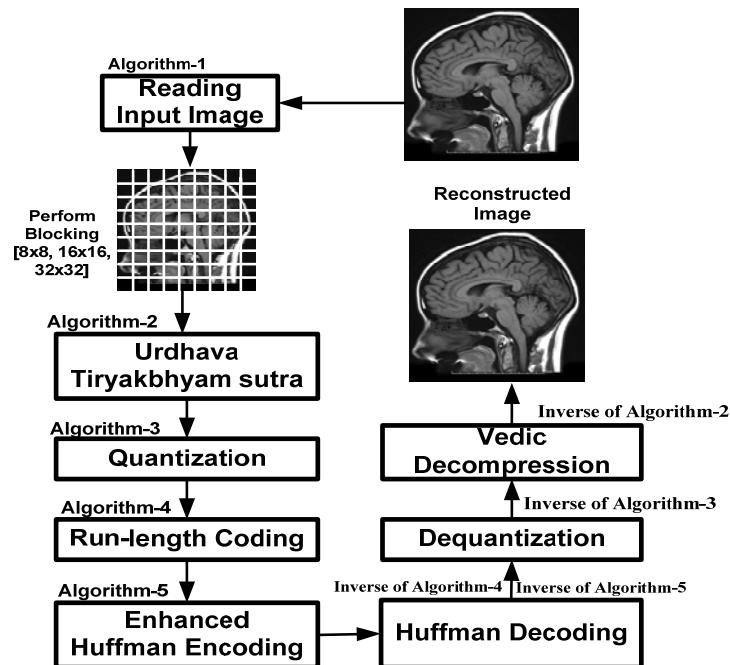 Algorithm-1
Reading
Input Image
Perform
Blocking
[8x8, 16x16,
32x32]
Algorithm-2
Urdhava
Tiryakbhyam sutra
Algorithm-3
Quantization
Algorithm-4
Run-length Coding
Algorithm-5
Enhanced
Huffman Encoding
Reconstructed
Image
Inverse of Algorithm-2
Vedic
Decompression
Inverse of Algorithm-3
Dequantization
Inverse of Algorithm-4
Inverse of Algorithm-5
Huffman Decoding